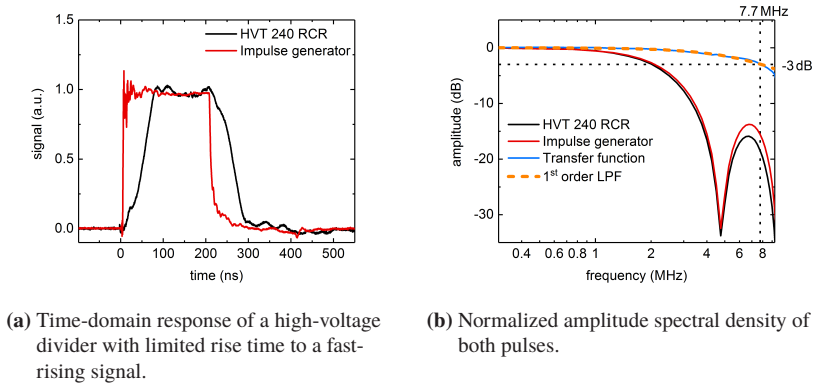 1.5
1.0
0.5
0.0
signal (a.u.)
HVT 240 RCR
Impulse generator
0 100 200 300 400 500
time (ns)
7.7 MHz
0
-10
-20
-30
amplitude (dB)
-3 dB
HVT 240 RCR
Impulse generator
Transfer function
1st order LPF
0.4 0.6 0.8 1 2 4 6 8
frequency (MHz)
(a) Time-domain response of a high-voltage
divider with limited rise time to a fast-
rising signal.
(b) Normalized amplitude spectral density of
both pulses.